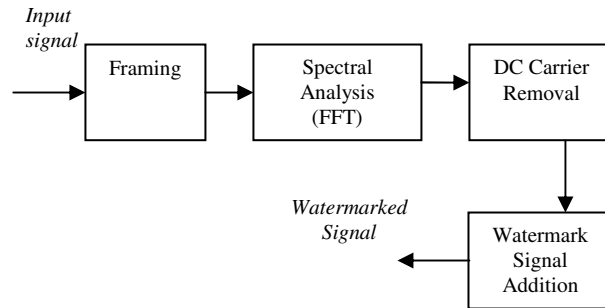 Input
signal
Framing
Spectral
Analysis
(FFT)
DC Carrier
Removal
Watermarked
Signal
Watermark
Signal
Addition